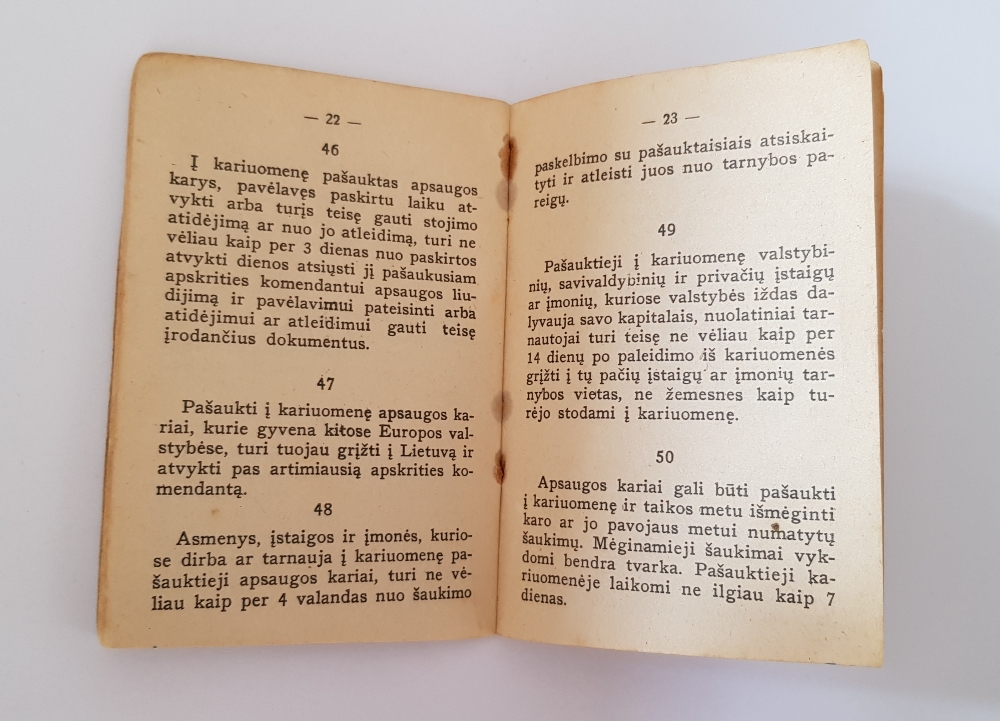 — 22 —
46
Į kariuomenę pašauktas apsaugos
karys, pavėlavęs paskirtu laiku at-
vykti arba turįs teisę gauti stojimo
atidėjimą ar nuo jo atleidimą, turi ne
vėliau kaip per 3 dienas nuo paskirtos
atvykti dienos atsiųsti jį pašaukusiam
apskrities komendantui apsaugos liu-
dijimą ir pavėlavimui pateisinti arba
atidėjimui ar atleidimui gauti teisę
įrodančius dokumentus.
47
Pašaukti į kariuomenę apsaugos ka-
riai, kurie gyvena kitose Europos val-
stybėse, turi tuojau grįžti į Lietuvą ir
atvykti pas artimiausią apskrities ko-
mendantą.
48
Asmenys, įstaigos ir įmonės, kurio-
se dirba ar tarnauja į kariuomenę pa-
šauktieji apsaugos kariai, turi ne vė-
liau kaip per 4 valandas nuo šaukimo
— 23 —
paskelbimo su pašauktaisiais atsiskai-
tyti ir atleisti juos nuo tarnybos pa-
reigų.
49
Pašauktieji į kariuomenę valstybi-
nių, savivaldybinių ir privačių įstaigų
ar įmonių, kuriose valstybės iždas da-
lyvauja savo kapitalais, nuolatiniai tar-
nautojai turi teisę ne vėliau kaip per
14 dienų po paleidimo iš kariuomenės
grįžti į tų pačių įstaigų ar įmonių tar-
nybos vietas, ne žemesnes kaip tu-
rėjo stodami į kariuomenę.
50
Apsaugos kariai gali būti pašaukti
į kariuomenę ir taikos metu išmėginti
karo ar jo pavojaus metui numatytų
šaukimų. Mėginamieji šaukimai vyk-
domi bendra tvarka. Pašauktieji ka-
riuomenėje laikomi ne ilgiau kaip 7
dienas.